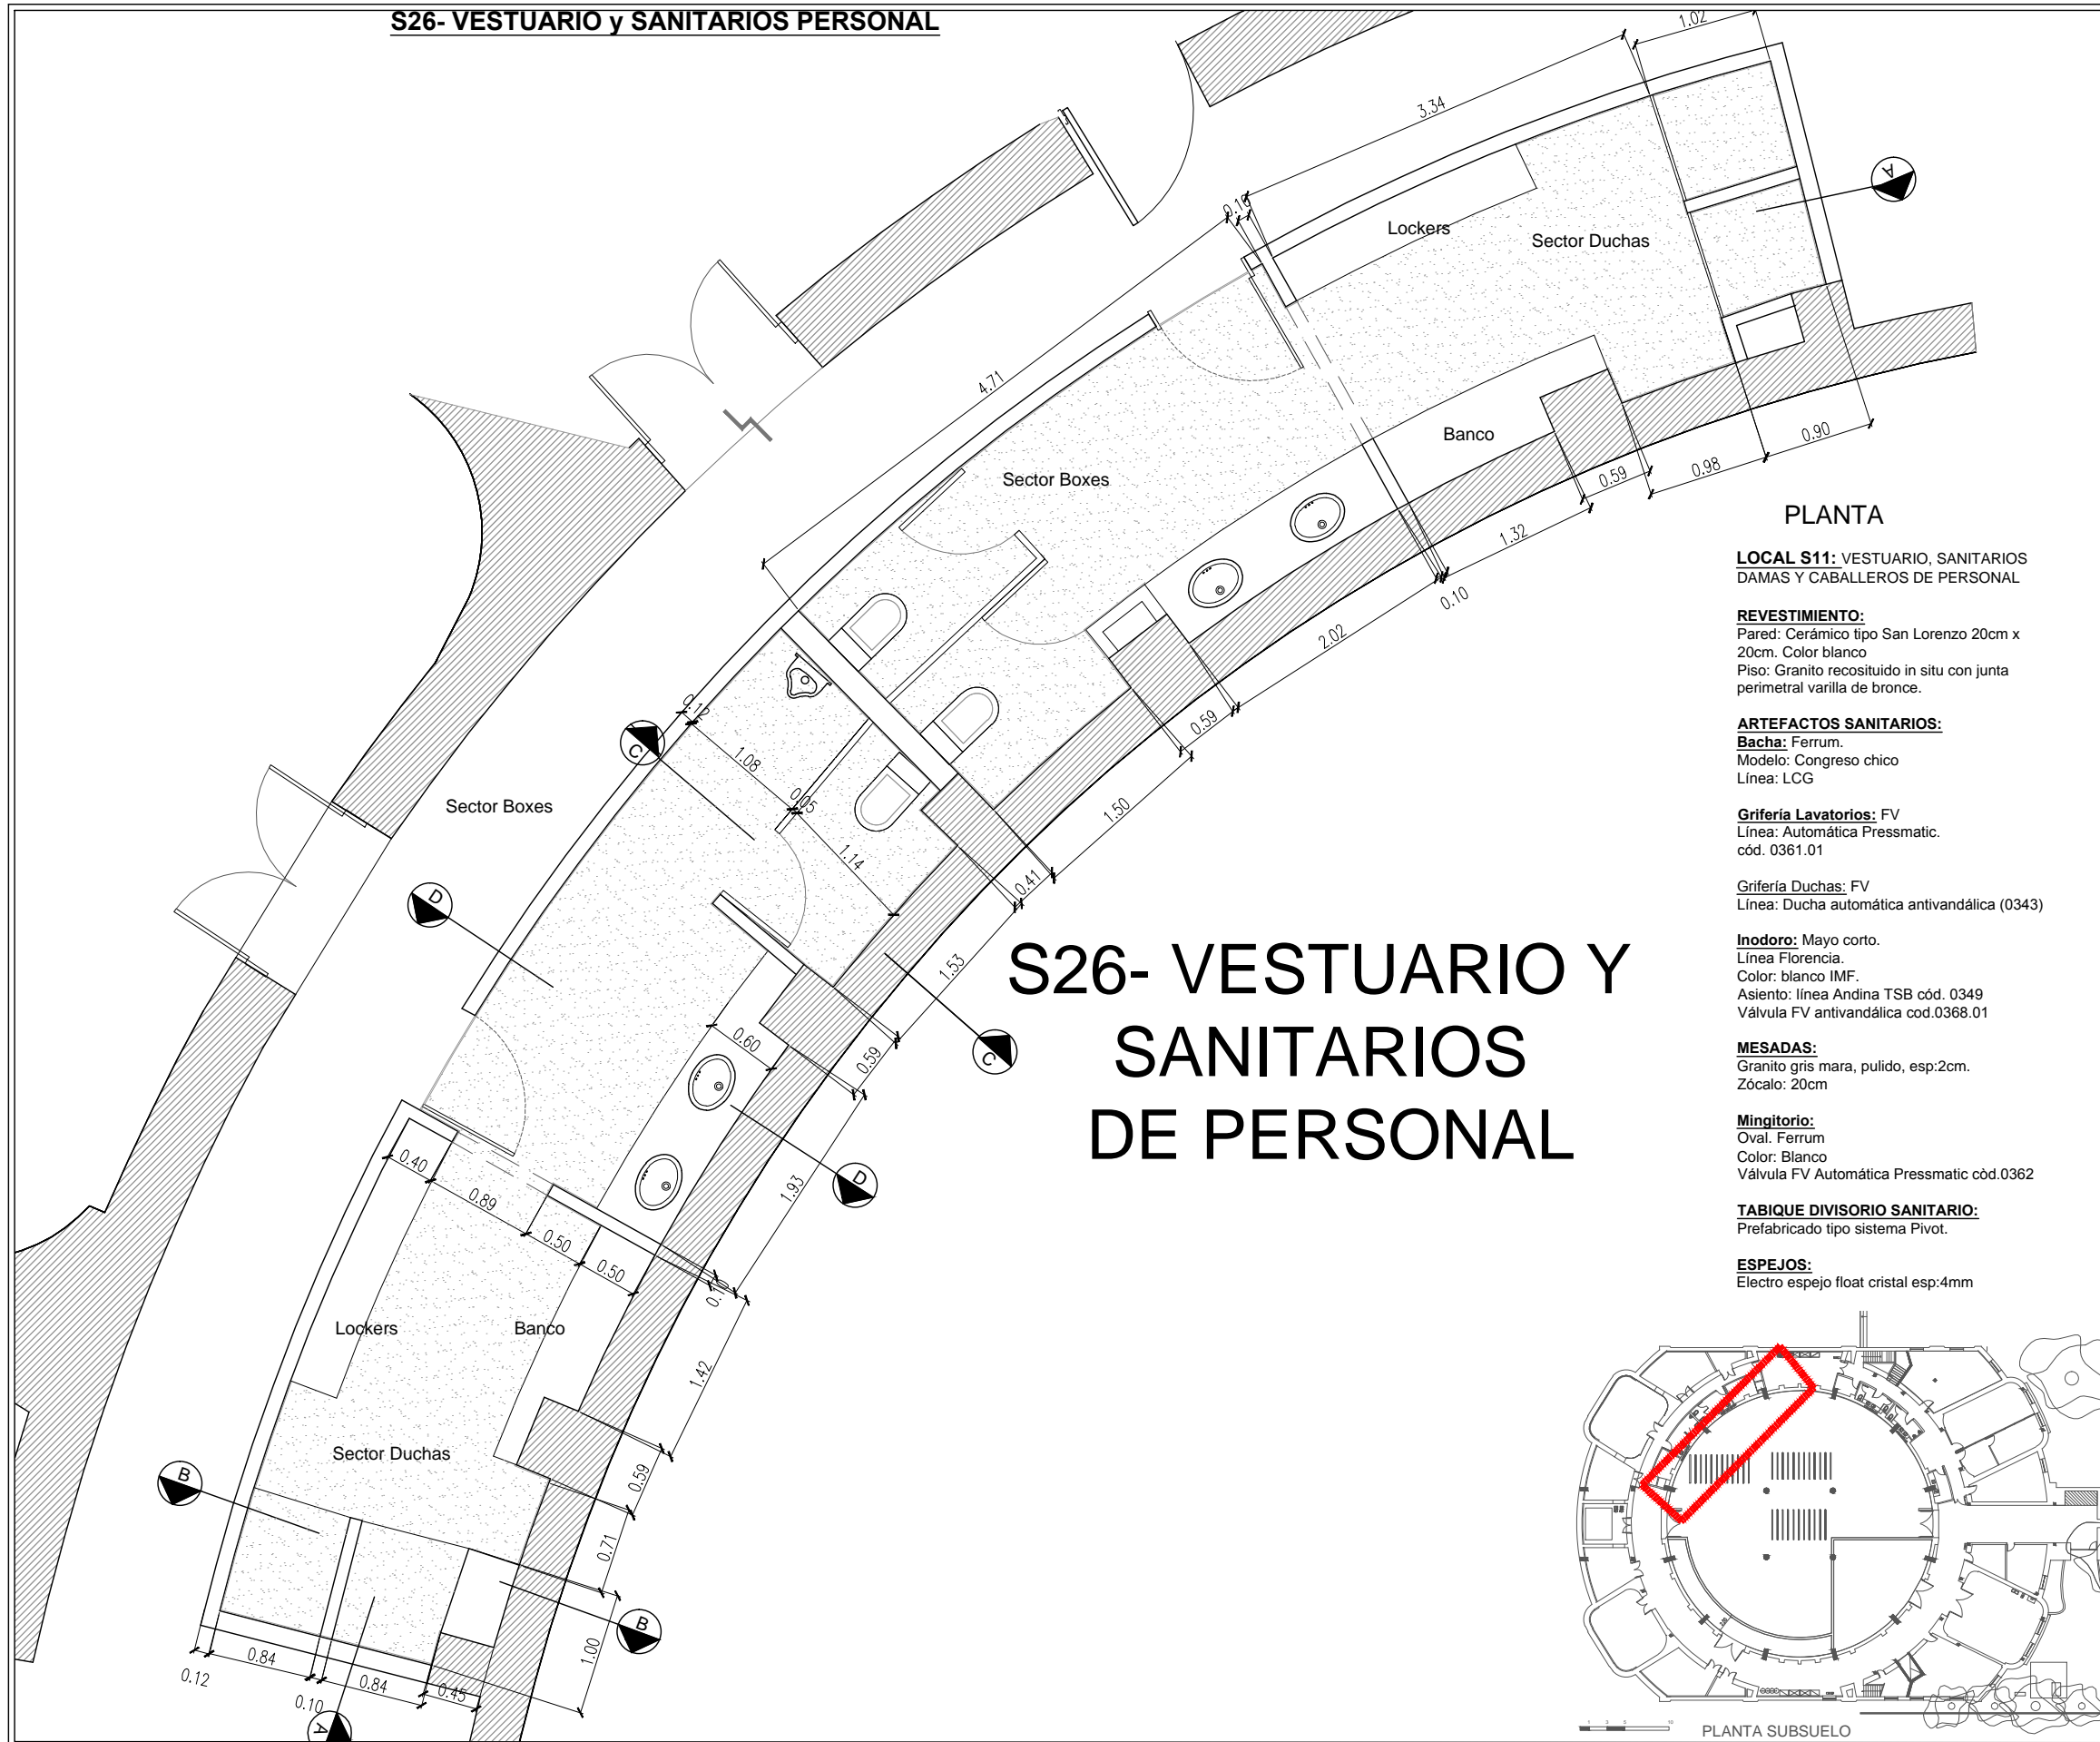 S26- VESTUARIO y SANITARIOS PERSONAL
1.02
3.34
A
0.10
Lockers
Sector Duchas
4.71
Banco
0.90
0.98
0.59
Sector Boxes
1.32
0.10
2.02
0.59
1.50
0.12
C
1.08
0.05
Sector Boxes
1.14
0.41
D
1.53
C
0.60
0.59
D
1.93
0.40
0.89
0.50
0.50
Lockers
Banco
1.42
Sector Duchas
B
0.59
0.71
B
1.00
0.84
0.12
0.84
0.45
0.10
A
S26- VESTUARIO Y
SANITARIOS
DE PERSONAL
PLANTA
LOCAL S11: VESTUARIO, SANITARIOS
DAMAS Y CABALLEROS DE PERSONAL
REVESTIMIENTO:
Pared: Cerámico tipo San Lorenzo 20cm x
20cm. Color blanco
Piso: Granito recosituido in situ con junta
perimetral varilla de bronce.
ARTEFACTOS SANITARIOS:
Bacha: Ferrum.
Modelo: Congreso chico
Línea: LCG
Grifería Lavatorios: FV
Línea: Automática Pressmatic.
cód. 0361.01
Grifería Duchas: FV
Línea: Ducha automática antivandálica (0343)
Inodoro: Mayo corto.
Línea Florencia.
Color: blanco IMF.
Asiento: línea Andina TSB cód. 0349
Válvula FV antivandálica cod.0368.01
MESADAS:
Granito gris mara, pulido, esp:2cm.
Zócalo: 20cm
Mingitorio:
Oval. Ferrum
Color: Blanco
Válvula FV Automática Pressmatic còd.0362
TABIQUE DIVISORIO SANITARIO:
Prefabricado tipo sistema Pivot.
ESPEJOS:
Electro espejo float cristal esp:4mm
PLANTA SUBSUELO